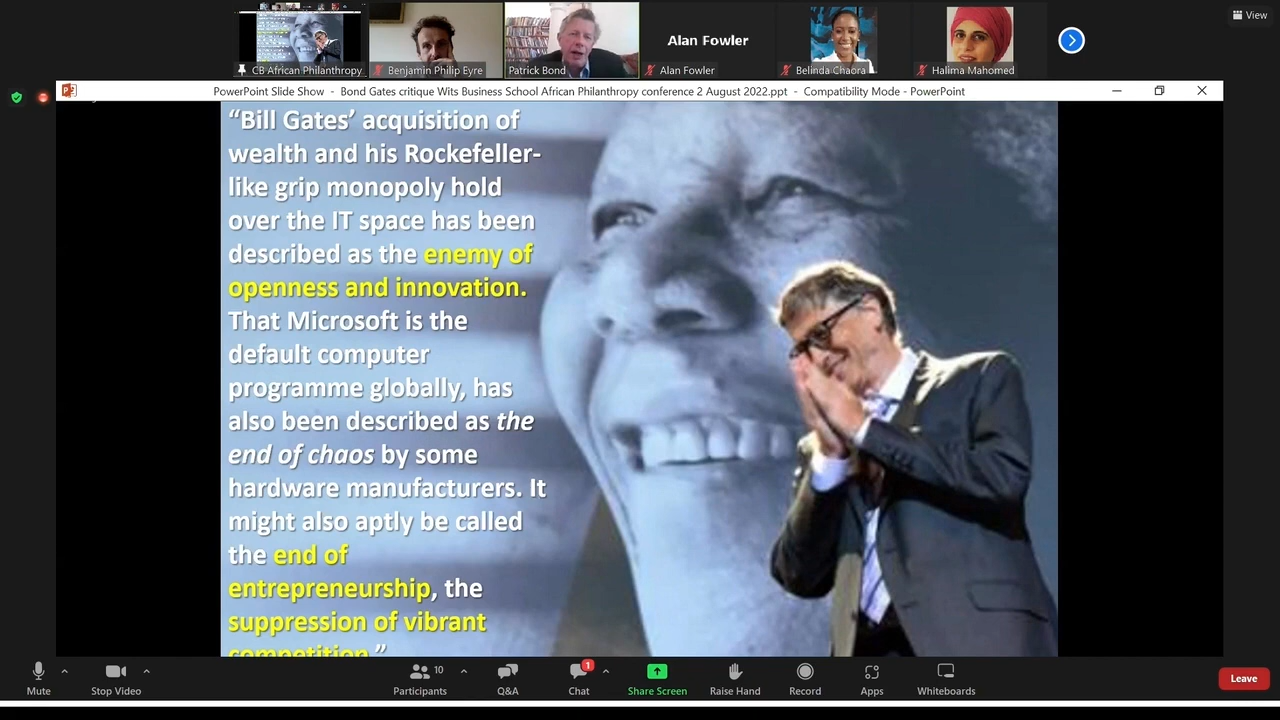 CB African Philanthropy
Benjamin Philip Eyre
Patrick Bond
Alan Fowler
Alan Fowler
Belinda Chaora
Halima Mahomed
View
PowerPoint Slide Show - Bond Gates critique Wits Business School African Philanthropy conference 2 August 2022.ppt - Compatibility Mode - PowerPoint
“Bill Gates’ acquisition of
wealth and his Rockefeller-
like grip monopoly hold
over the IT space has been
described as the enemy of
openness and innovation.
That Microsoft is the
default computer
programme globally, has
also been described as the
end of chaos by some
hardware manufacturers. It
might also aptly be called
the end of
entrepreneurship, the
suppression of vibrant
competition.”
Mute
Stop Video
10
Participants
Q&A
1
Chat
Share Screen
Raise Hand
Record
Apps
Whiteboards
Leave